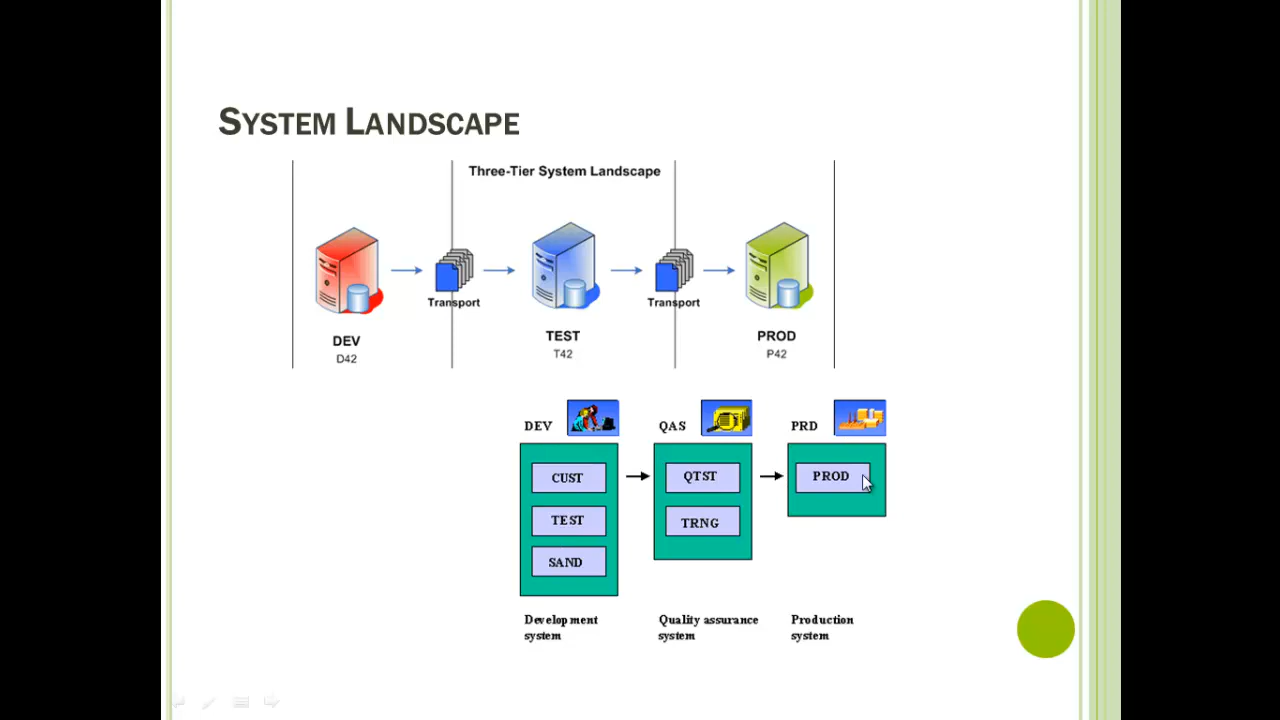 SYSTEM LANDSCAPE
Three-Tier System Landscape
Transport
Transport
DEV
TEST
PROD
D42
T42
P42
DEV
QAS
PRD
CUST
QTST
PROD
TEST
TRNG
SAND
Development
system
Quality assurance
system
Production
system